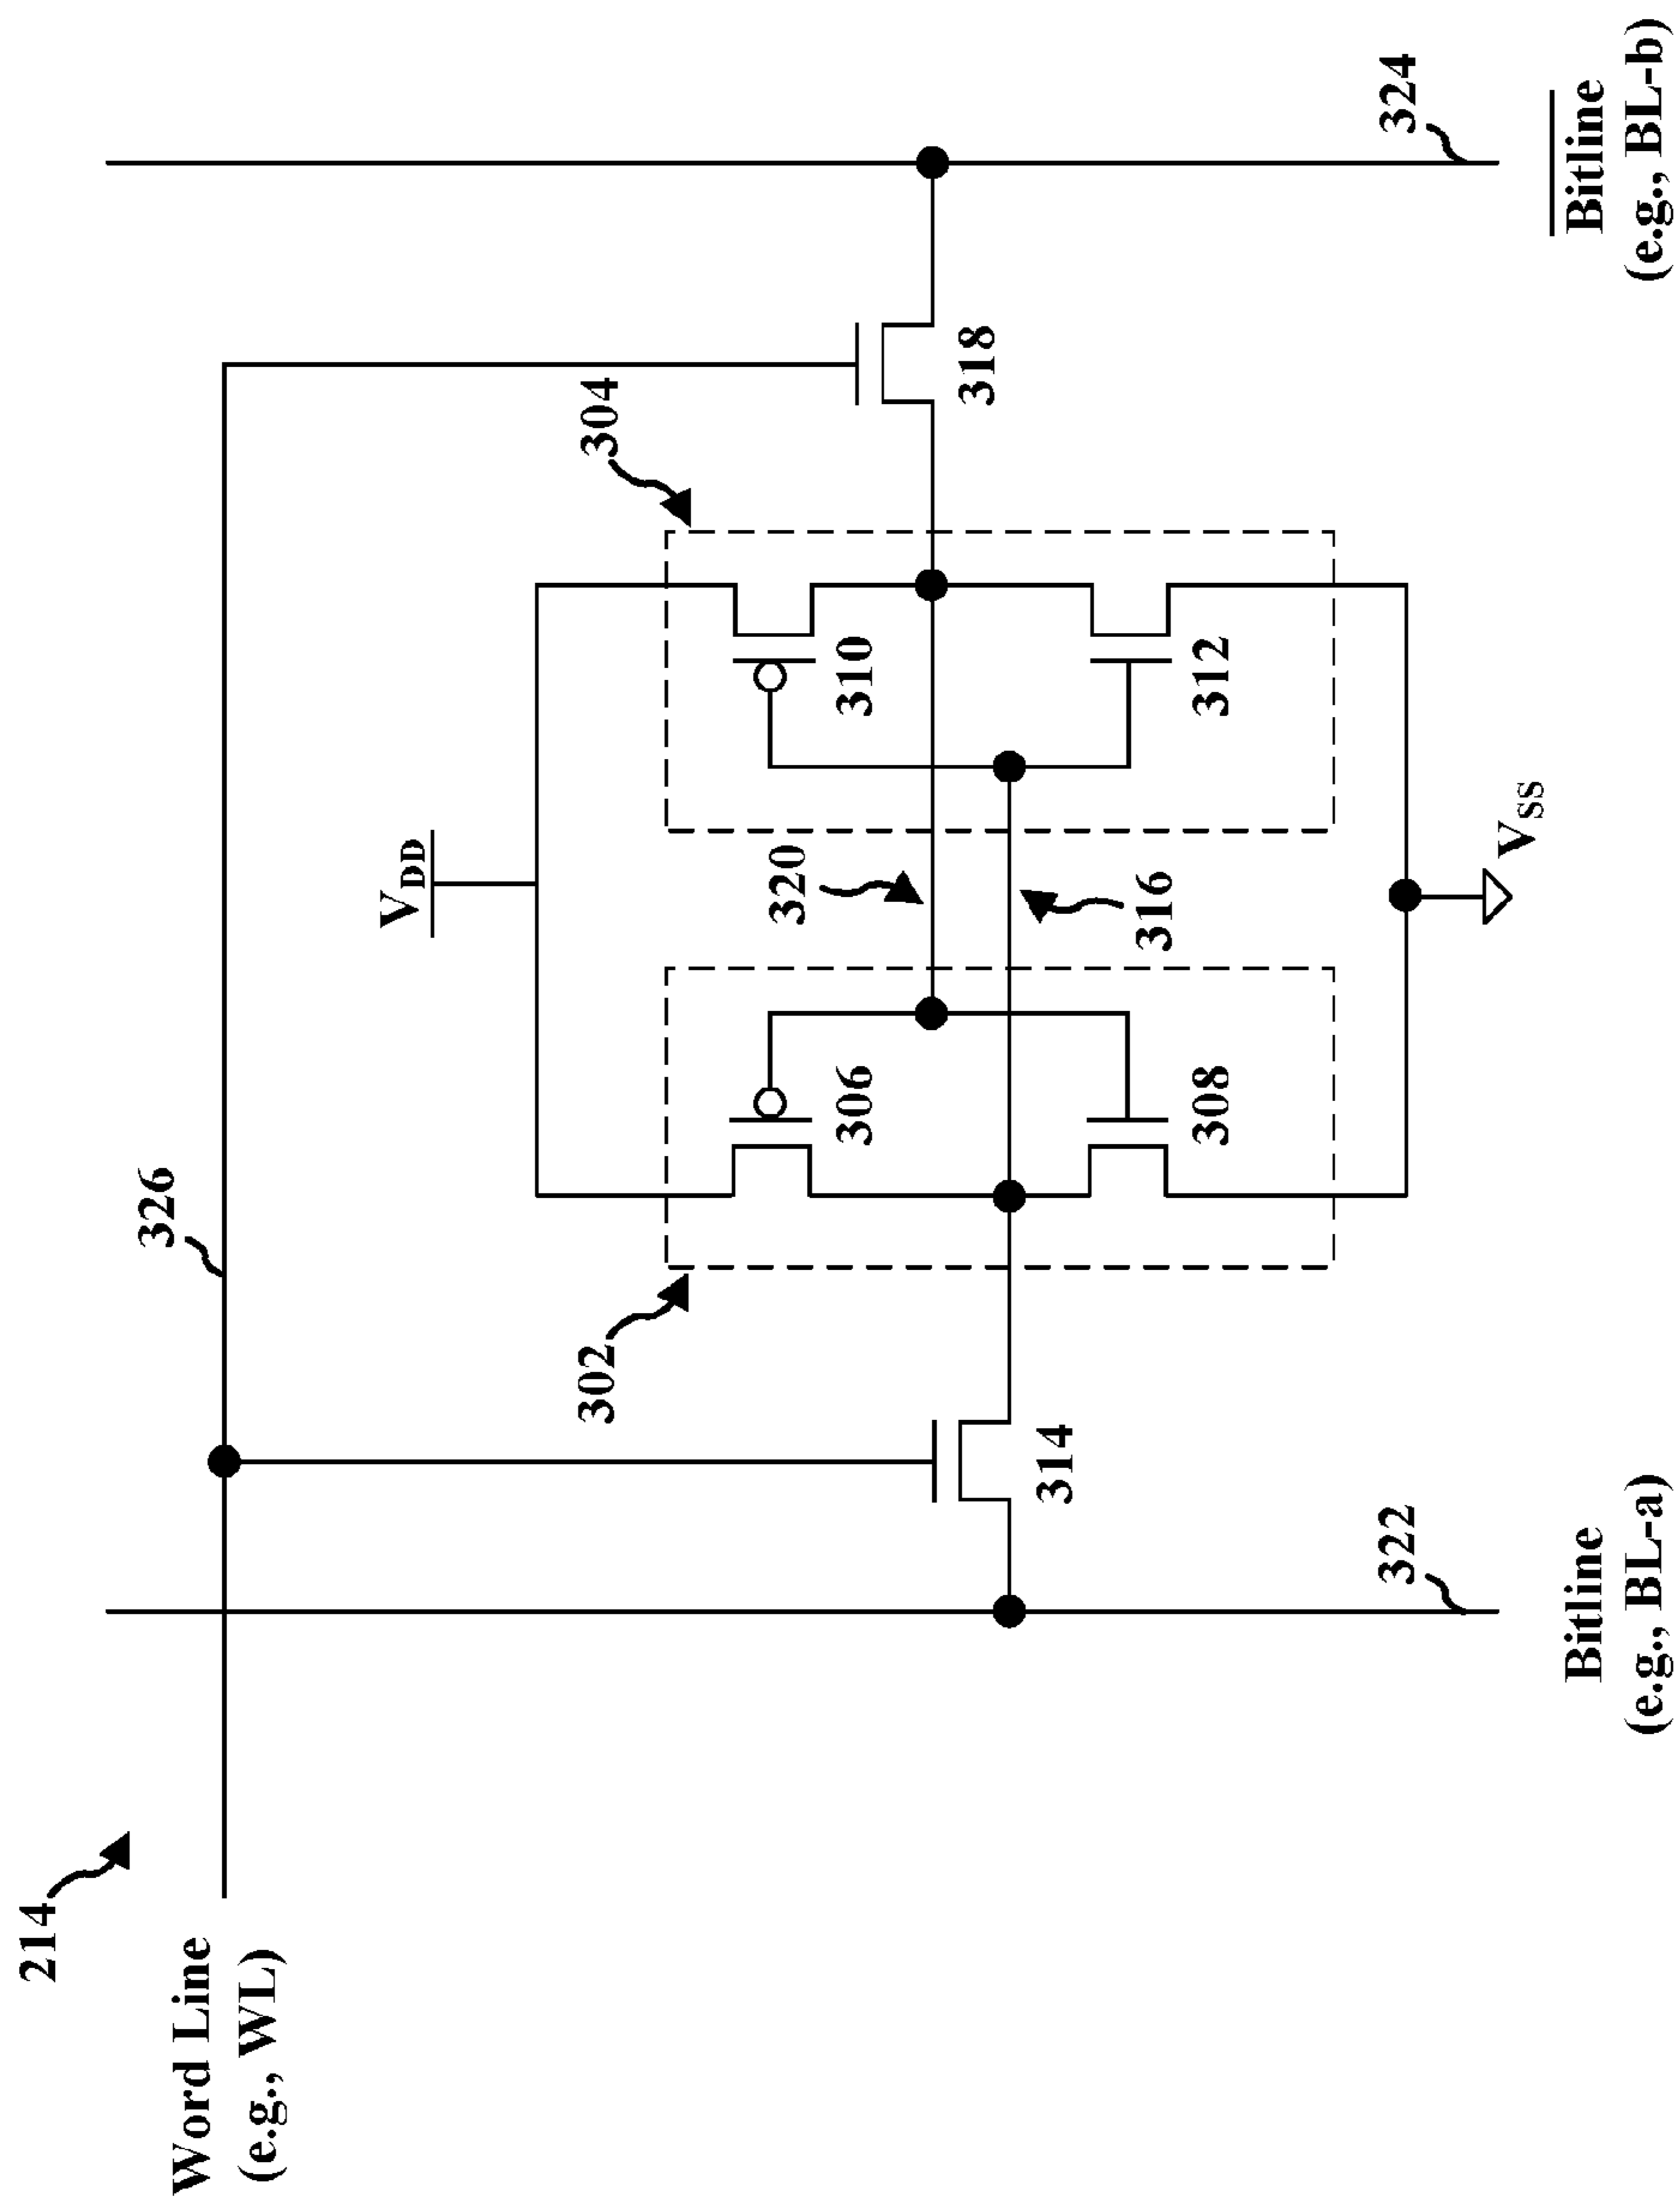 214
Word Line
(e.g., WL)
326
V DD
302
304
306
310
320
314
318
308
316
312
322
324
VSS
Bitline
(e.g., BL-a)
Bitline
(e.g., BL-b)